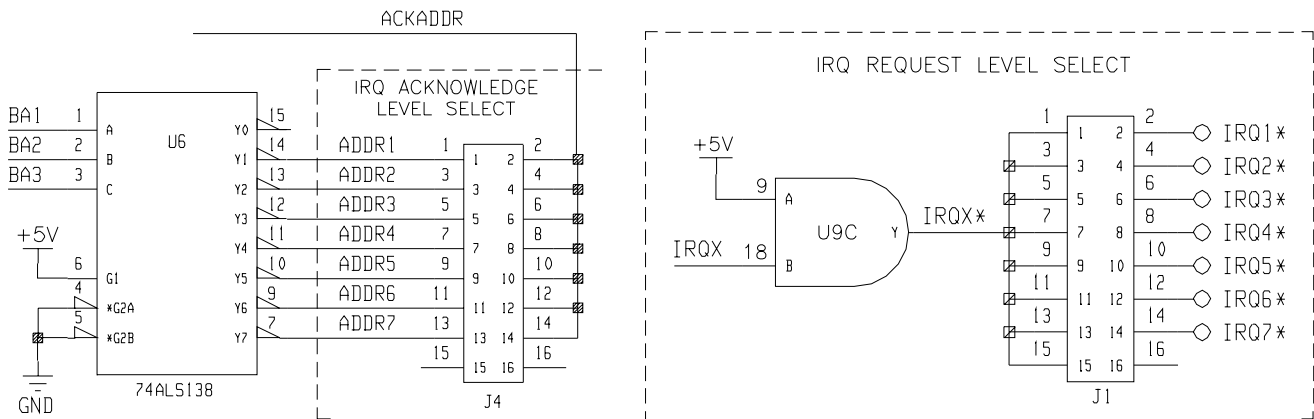 ACKADDR
IRQ ACKNOWLEDGE
LEVEL SELECT
BA1 1 A
BA2 2 B
BA3 3 C
U6
Y0 15
Y1 14 ADDR1 1 1 2 2
Y2 13 ADDR2 3 3 4 4
Y3 12 ADDR3 5 5 6 6
Y4 11 ADDR4 7 7 8 8
Y5 10 ADDR5 9 9 10 10
Y6 9 ADDR6 11 11 12 12
Y7 7 ADDR7 13 13 14 14
15 15 16 16
+5V
6 G1
4 *G2A
5 *G2B
GND
74ALS138
J4
IRQ REQUEST LEVEL SELECT
+5V
9 A
IRQX 18 B
U9C
Y IRQX*
1 1 2 2 IRQ1*
3 3 4 4 IRQ2*
5 5 6 6 IRQ3*
7 7 8 8 IRQ4*
9 9 10 10 IRQ5*
11 11 12 12 IRQ6*
13 13 14 14 IRQ7*
15 15 16 16
J1